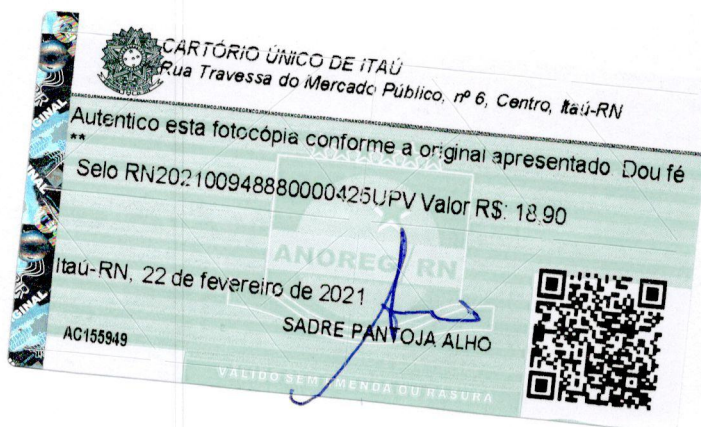 CARTÓRIO ÚNICO DE ITAÚ
Rua Travessa do Mercado Público, nº 6, Centro, Itaú-RN
Autentico esta fotocópia conforme a original apresentado. Dou fé
**
Selo RN202100948880000425UPV Valor R$: 18,90
ANOREG/RN
Itaú-RN, 22 de fevereiro de 2021
SADRE PANTOJA ALHO
AC155949
VÁLIDO SEM EMENDA OU RASURA